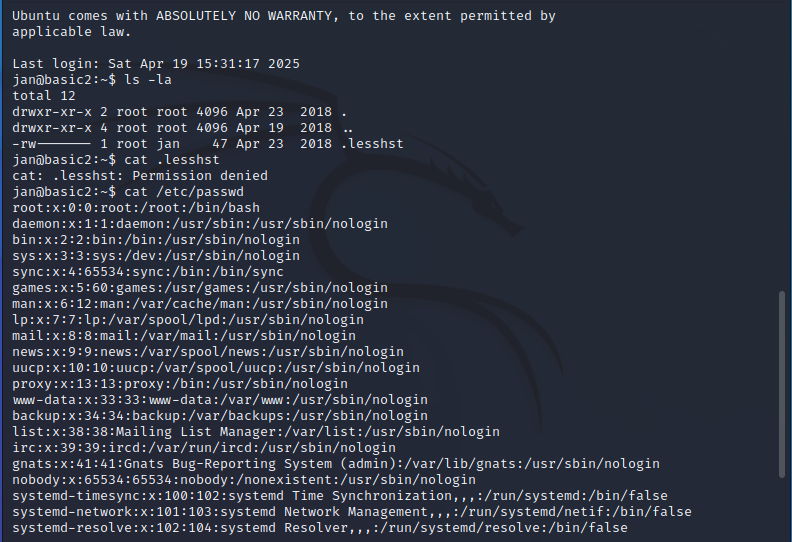 Ubuntu comes with ABSOLUTELY NO WARRANTY, to the extent permitted by
applicable law.
Last login: Sat Apr 19 15:31:17 2025
jan@basic2:~$ ls -la
total 12
drwxr-xr-x 2 root root 4096 Apr 23  2018 .
drwxr-xr-x 4 root root 4096 Apr 19  2018 ..
-rw------- 1 root jan    47 Apr 23  2018 .lesshst
jan@basic2:~$ cat .lesshst
cat: .lesshst: Permission denied
jan@basic2:~$ cat /etc/passwd
root:x:0:0:root:/root:/bin/bash
daemon:x:1:1:daemon:/usr/sbin:/usr/sbin/nologin
bin:x:2:2:bin:/bin:/usr/sbin/nologin
sys:x:3:3:sys:/dev:/usr/sbin/nologin
sync:x:4:65534:sync:/bin:/bin/sync
games:x:5:60:games:/usr/games:/usr/sbin/nologin
man:x:6:12:man:/var/cache/man:/usr/sbin/nologin
lp:x:7:7:lp:/var/spool/lpd:/usr/sbin/nologin
mail:x:8:8:mail:/var/mail:/usr/sbin/nologin
news:x:9:9:news:/var/spool/news:/usr/sbin/nologin
uucp:x:10:10:uucp:/var/spool/uucp:/usr/sbin/nologin
proxy:x:13:13:proxy:/bin:/usr/sbin/nologin
www-data:x:33:33:www-data:/var/www:/usr/sbin/nologin
backup:x:34:34:backup:/var/backups:/usr/sbin/nologin
list:x:38:38:Mailing List Manager:/var/list:/usr/sbin/nologin
irc:x:39:39:ircd:/var/run/ircd:/usr/sbin/nologin
gnats:x:41:41:Gnats Bug-Reporting System (admin):/var/lib/gnats:/usr/sbin/nologin
nobody:x:65534:65534:nobody:/nonexistent:/usr/sbin/nologin
systemd-timesync:x:100:102:systemd Time Synchronization,,,:/run/systemd:/bin/false
systemd-network:x:101:103:systemd Network Management,,,:/run/systemd/netif:/bin/false
systemd-resolve:x:102:104:systemd Resolver,,,:/run/systemd/resolve:/bin/false